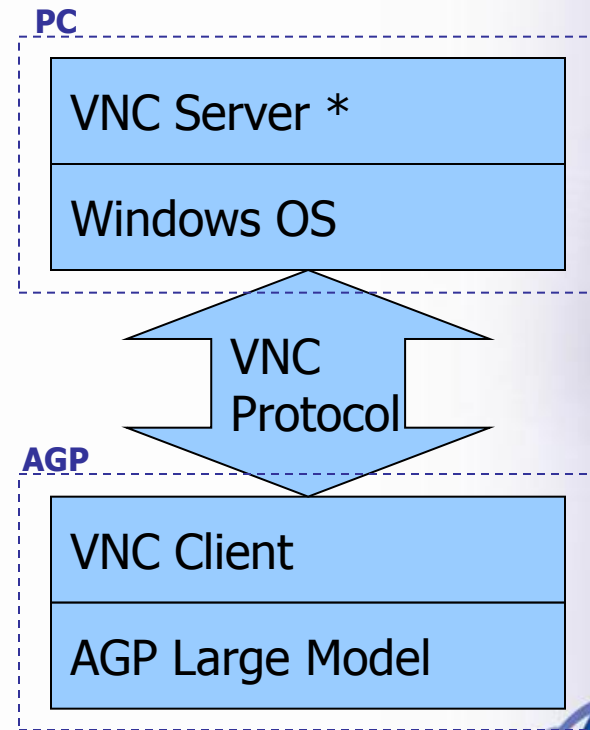 PC
VNC Server *
Windows OS
VNC
Protocol
AGP
VNC Client
AGP Large Model